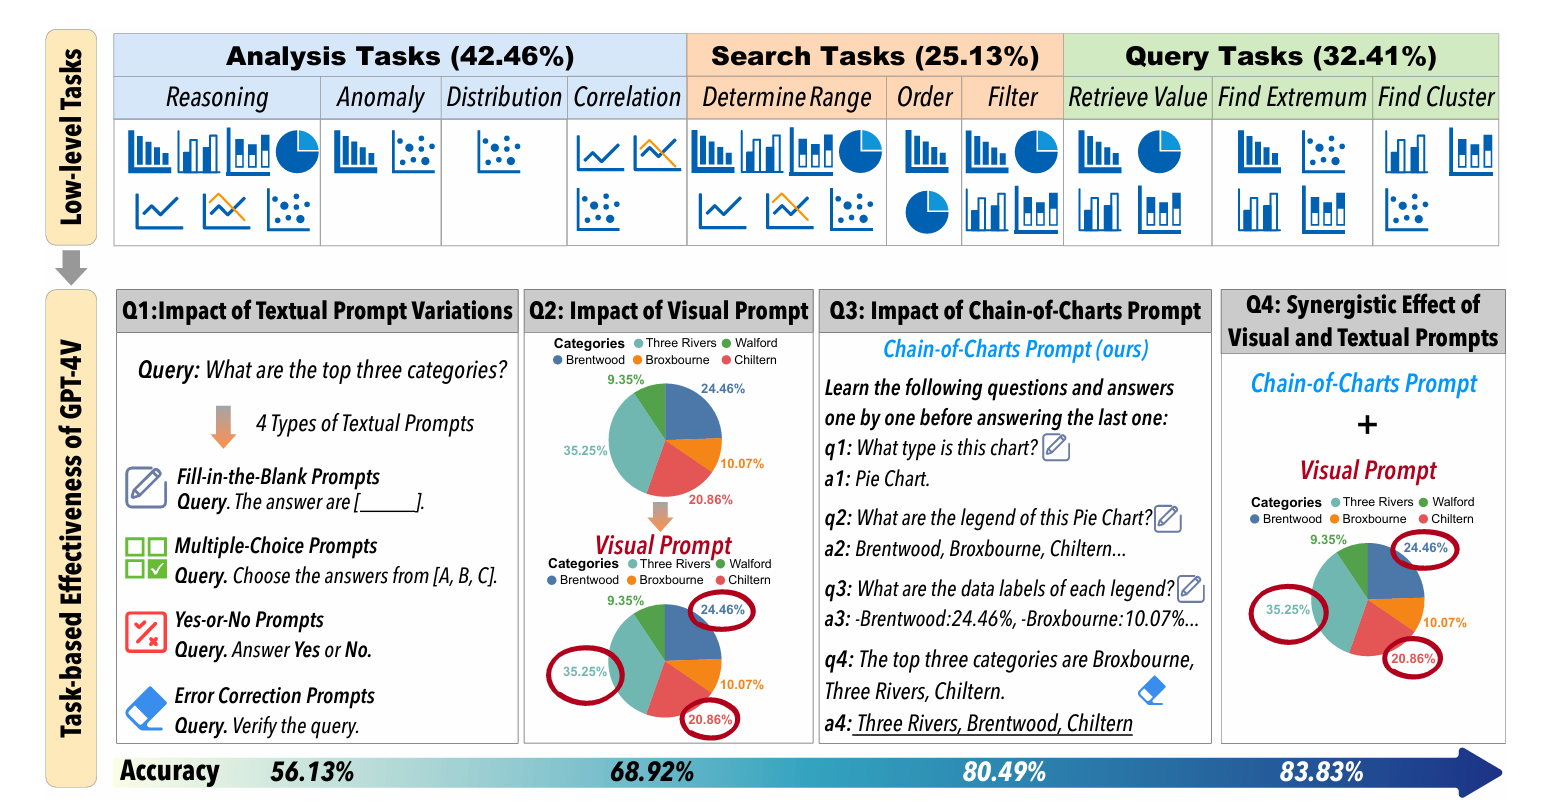 Low-level Tasks
Analysis Tasks (42.46%)
Search Tasks (25.13%)
Query Tasks (32.41%)
Reasoning
Anomaly
Distribution
Correlation
Determine Range
Order
Filter
Retrieve Value
Find Extremum
Find Cluster
Task-based Effectiveness of GPT-4V
Q1:Impact of Textual Prompt Variations
Query: What are the top three categories?
4 Types of Textual Prompts
Fill-in-the-Blank Prompts
Query. The answer are [_____].
Multiple-Choice Prompts
Query. Choose the answers from [A, B, C].
Yes-or-No Prompts
Query. Answer Yes or No.
Error Correction Prompts
Query. Verify the query.
Q2: Impact of Visual Prompt
Categories Three Rivers Walford
Brentwood Broxbourne Chiltern
9.35%
24.46%
35.25%
10.07%
20.86%
Visual Prompt
Categories Three Rivers Walford
Brentwood Broxbourne Chiltern
9.35%
24.46%
35.25%
10.07%
20.86%
Q3: Impact of Chain-of-Charts Prompt
Chain-of-Charts Prompt (ours)
Learn the following questions and answers
one by one before answering the last one:
q1: What type is this chart?
a1: Pie Chart.
q2: What are the legend of this Pie Chart?
a2: Brentwood, Broxbourne, Chiltern...
q3: What are the data labels of each legend?
a3: -Brentwood:24.46%, -Broxbourne:10.07%...
q4: The top three categories are Broxbourne,
Three Rivers, Chiltern.
a4: Three Rivers, Brentwood, Chiltern
Q4: Synergistic Effect of
Visual and Textual Prompts
Chain-of-Charts Prompt
+
Visual Prompt
Categories Three Rivers Walford
Brentwood Broxbourne Chiltern
9.35%
24.46%
35.25%
10.07%
20.86%
Accuracy 56.13% 68.92% 80.49% 83.83%